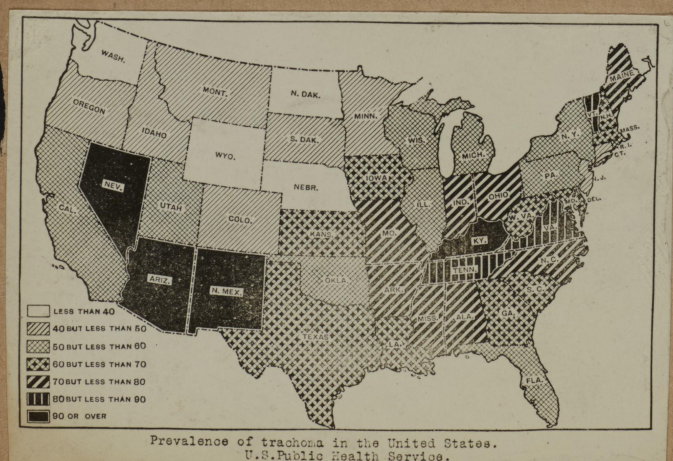 WASH.
MONT.
N. DAK.
MINN.
MAINE
OREGON
IDAHO
S. DAK.
WIS.
MICH.
N.Y.
N.H.
MASS.
R.I.
CT.
WYO.
IOWA
PA.
N.J.
NEV.
NEBR.
ILL.
IND.
OHIO
DEL.
UTAH
COLO.
W. VA.
VA.
CAL.
KANS.
MO.
KY.
N.C.
ARIZ.
N. MEX.
OKLA.
ARK.
TENN.
S.C.
TEXAS
LA.
MISS.
ALA.
GA.
FLA.
LESS THAN 40
40 BUT LESS THAN 50
50 BUT LESS THAN 60
60 BUT LESS THAN 70
70 BUT LESS THAN 80
80 BUT LESS THAN 90
90 OR OVER
Prevalence of trachoma in the United States.
U.S.Public Health Service.